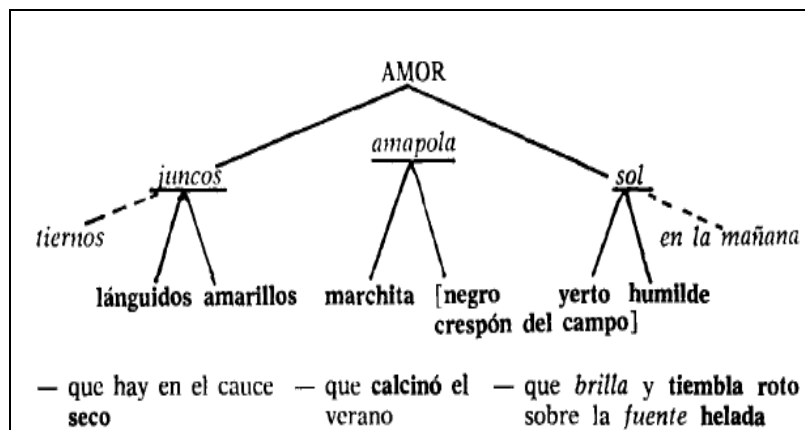 AMOR
amapola
juncos
sol
tiernos
en la mañana
lánguidos amarillos
marchita [negro
crespón del campo]
yerto humilde
— que hay en el cauce
seco
— que calcinó el
verano
— que brilla y tiembla roto
sobre la fuente helada